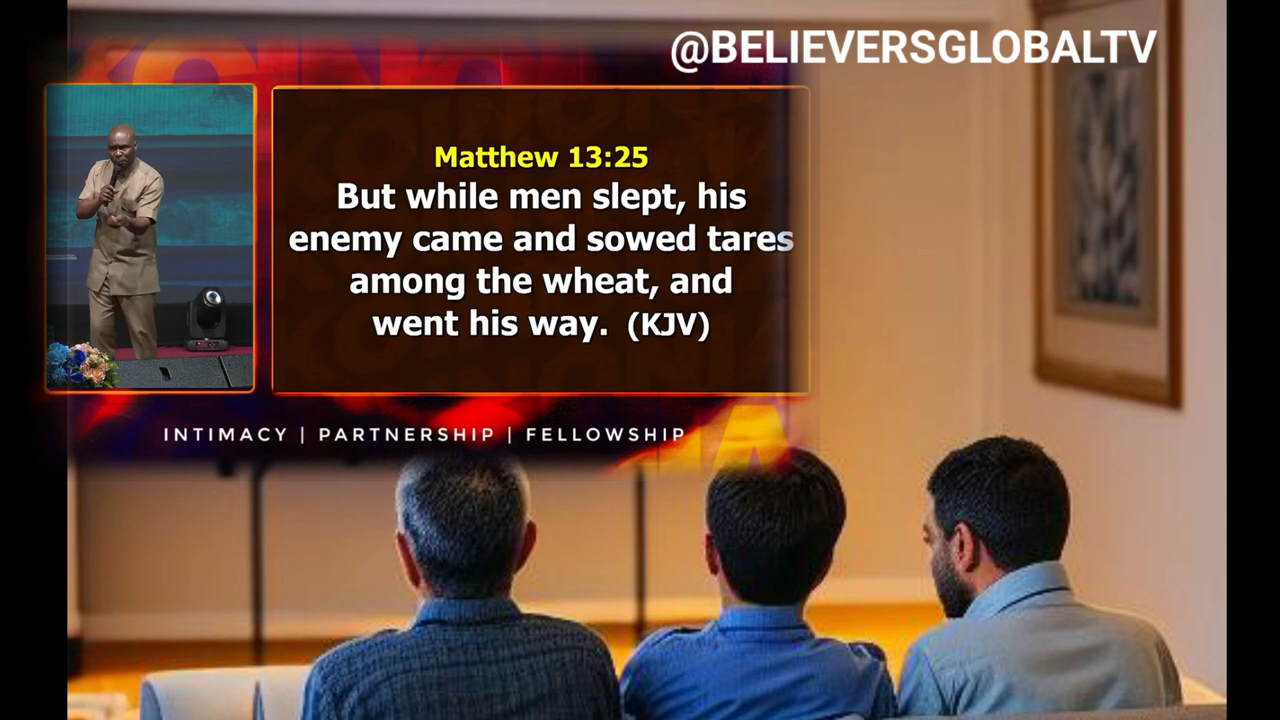 @BELIEVERSGLOBALTV
Matthew 13:25
But while men slept, his
enemy came and sowed tares
among the wheat, and
went his way. (KJV)
INTIMACY | PARTNERSHIP | FELLOWSHIP